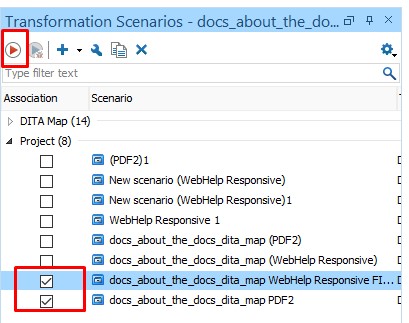 Transformation Scenarios - docs_about_the_do...
Type filter text
Association Scenario
DITA Map (14)
Project (8)
(PDF2)1
New scenario (WebHelp Responsive)
New scenario (WebHelp Responsive)1
WebHelp Responsive 1
docs_about_the_docs_dita_map (PDF2)
docs_about_the_docs_dita_map (WebHelp Responsive)
docs_about_the_docs_dita_map WebHelp Responsive FI...
docs_about_the_docs_dita_map PDF2